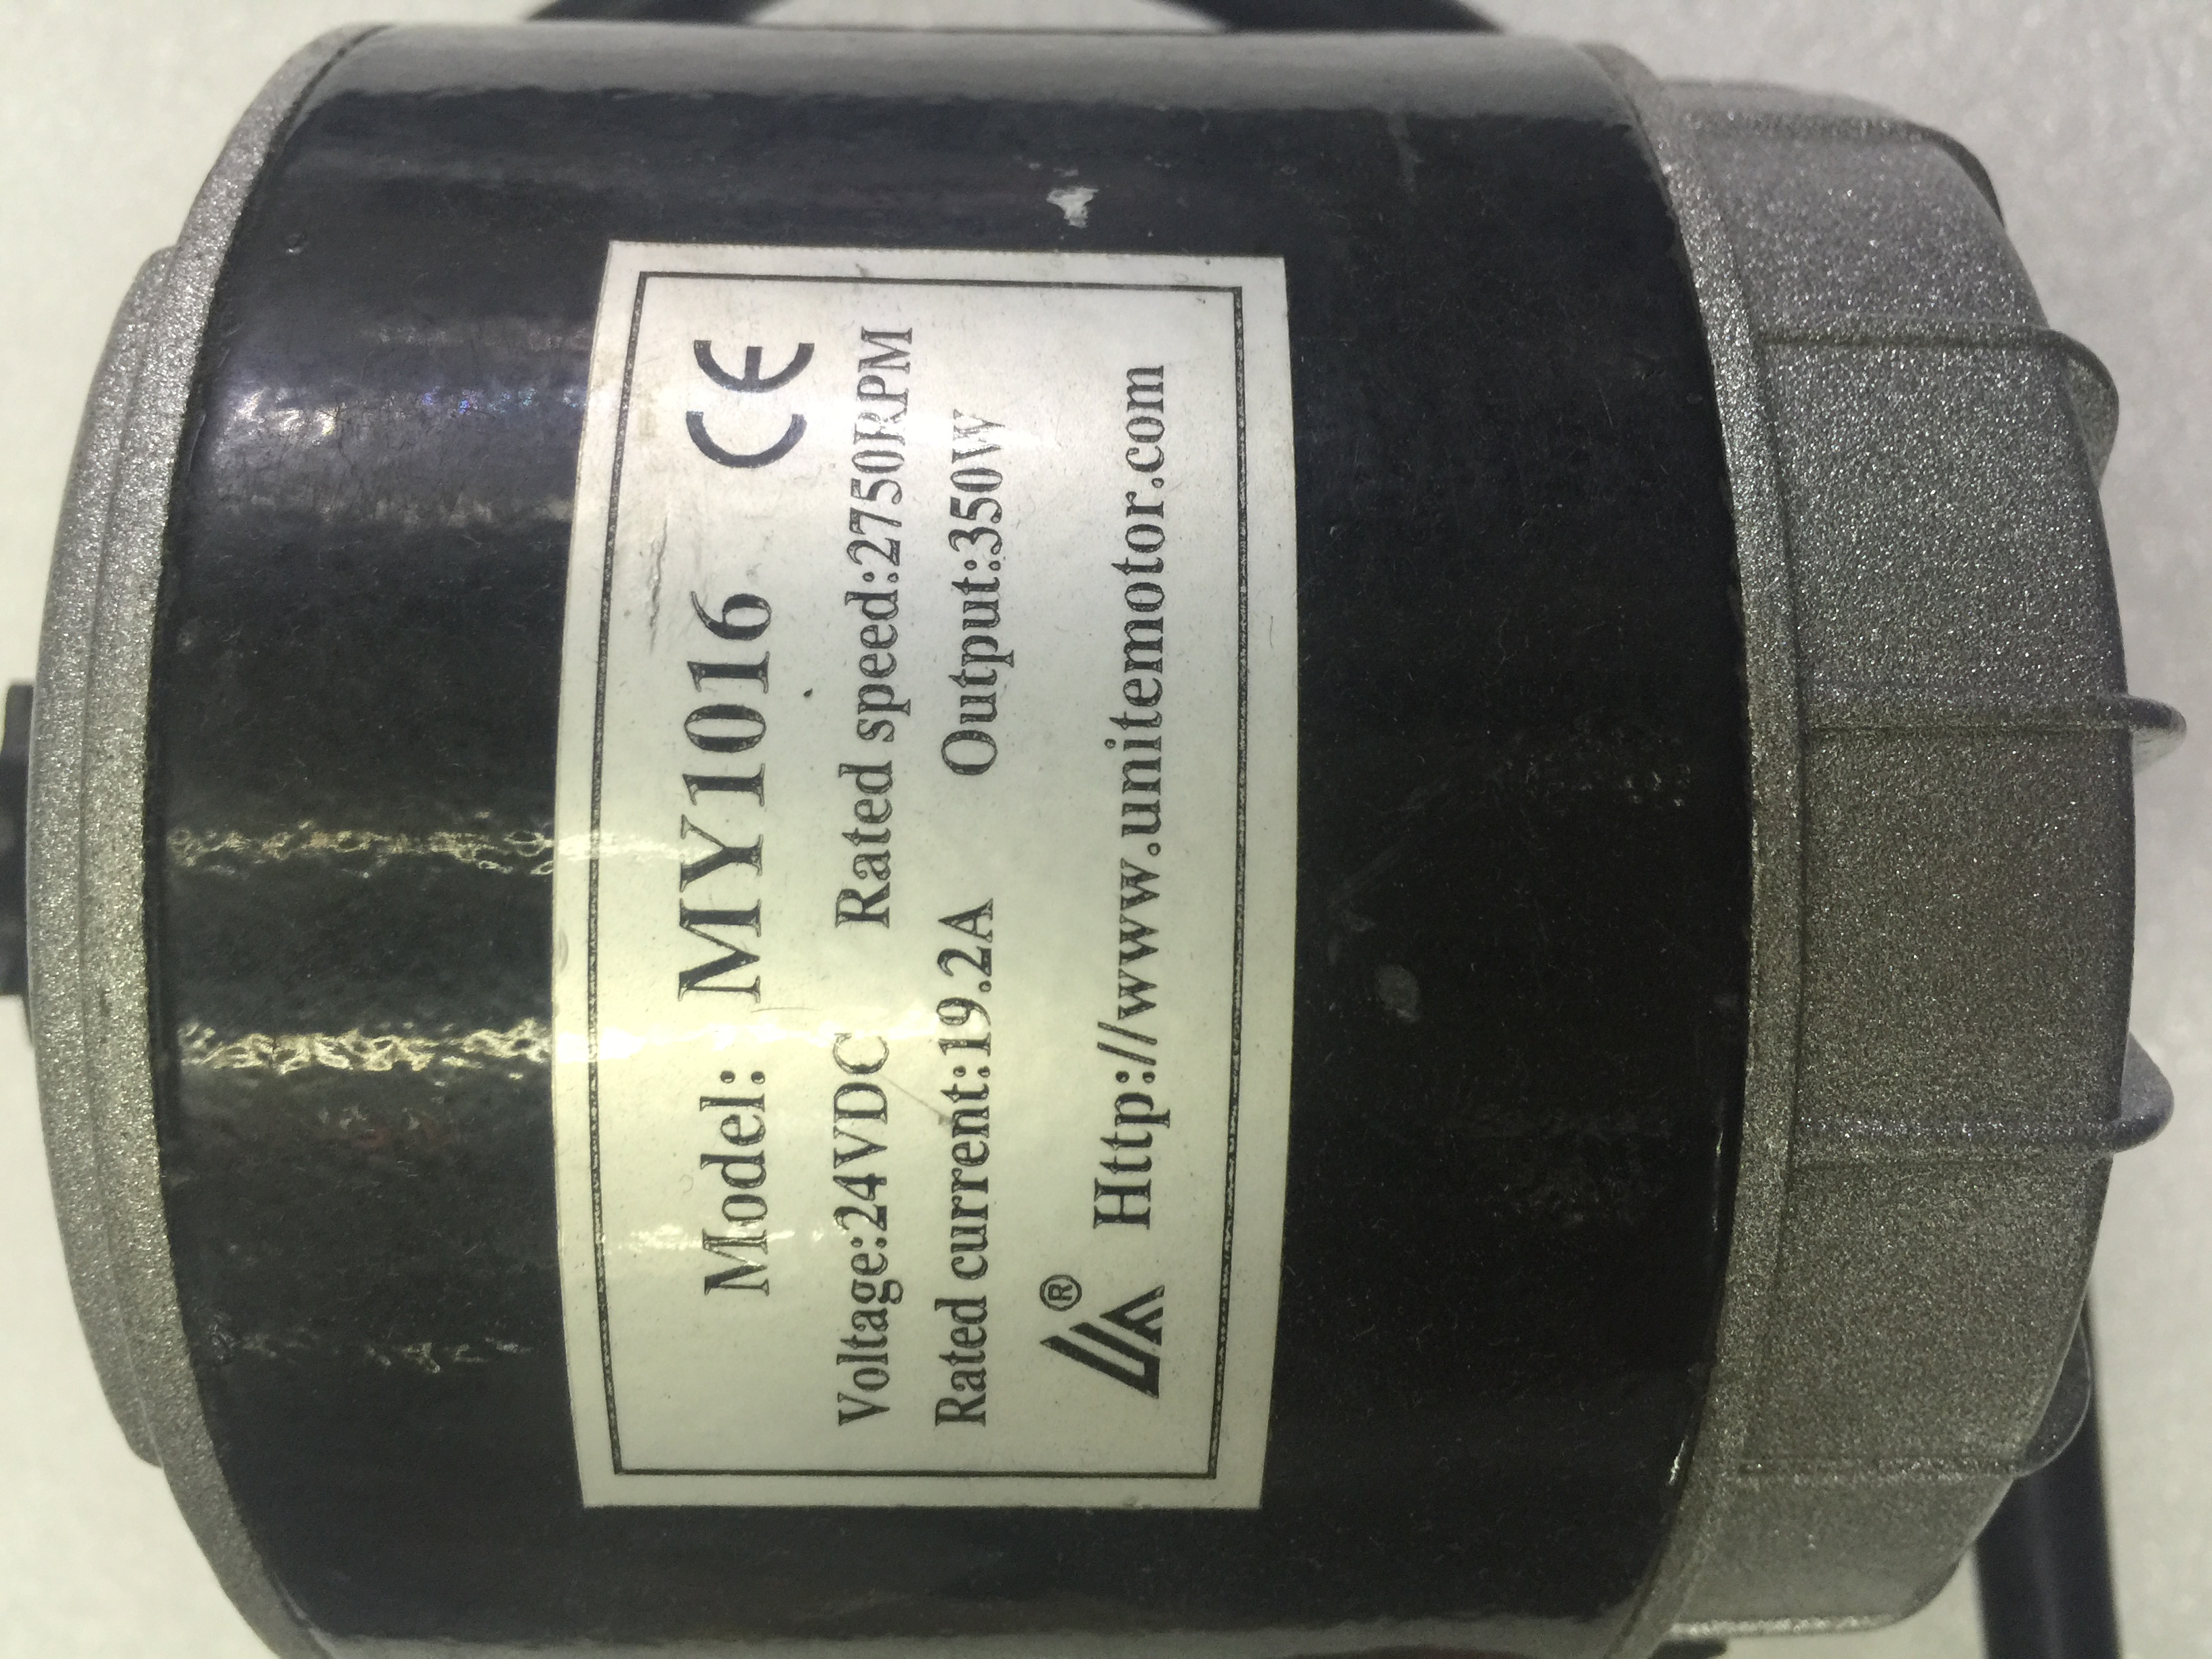 Model: MY1016 CE
Voltage:24VDC Rated speed:2750RPM
Rated current:19.2A Output:350W
® Http://www.unitemotor.com